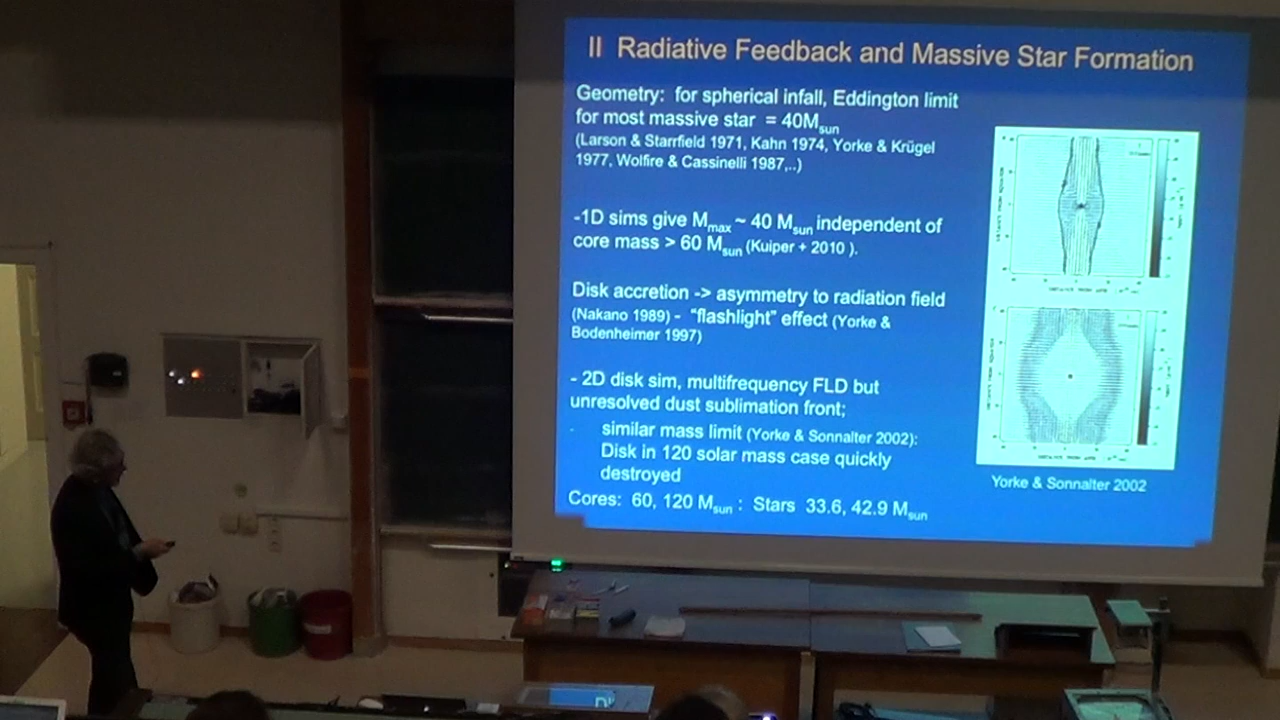 II Radiative Feedback and Massive Star Formation
Geometry: for spherical infall, Eddington limit
for most massive star = 40Msun
(Larson & Starrfield 1971, Kahn 1974, Yorke & Krügel
1977, Wolfire & Cassinelli 1987,..)
-1D sims give Mmax ~ 40 Msun independent of
core mass > 60 Msun (Kuiper + 2010 ).
Disk accretion -> asymmetry to radiation field
(Nakano 1989) - "flashlight" effect (Yorke &
Bodenheimer 1997)
- 2D disk sim, multifrequency FLD but
unresolved dust sublimation front;
similar mass limit (Yorke & Sonnalter 2002):
Disk in 120 solar mass case quickly
destroyed
Cores: 60, 120 Msun : Stars 33.6, 42.9 Msun
Yorke & Sonnalter 2002